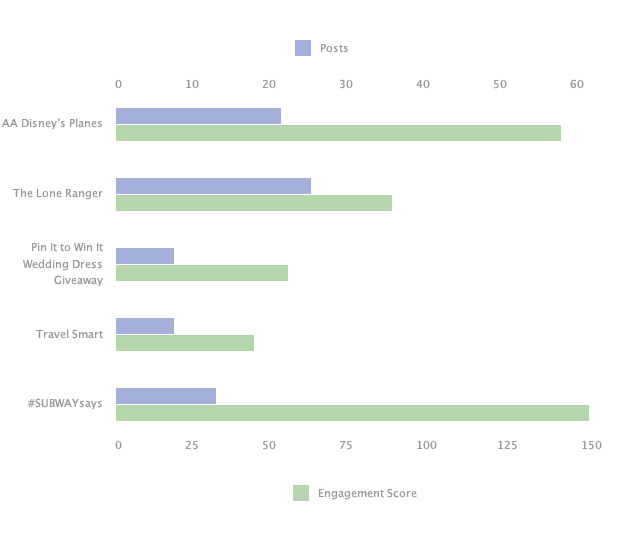 Posts
0 10 20 30 40 50 60
AA Disney's Planes
The Lone Ranger
Pin It to Win It
Wedding Dress
Giveaway
Travel Smart
#SUBWAYsays
0 25 50 75 100 125 150
Engagement Score